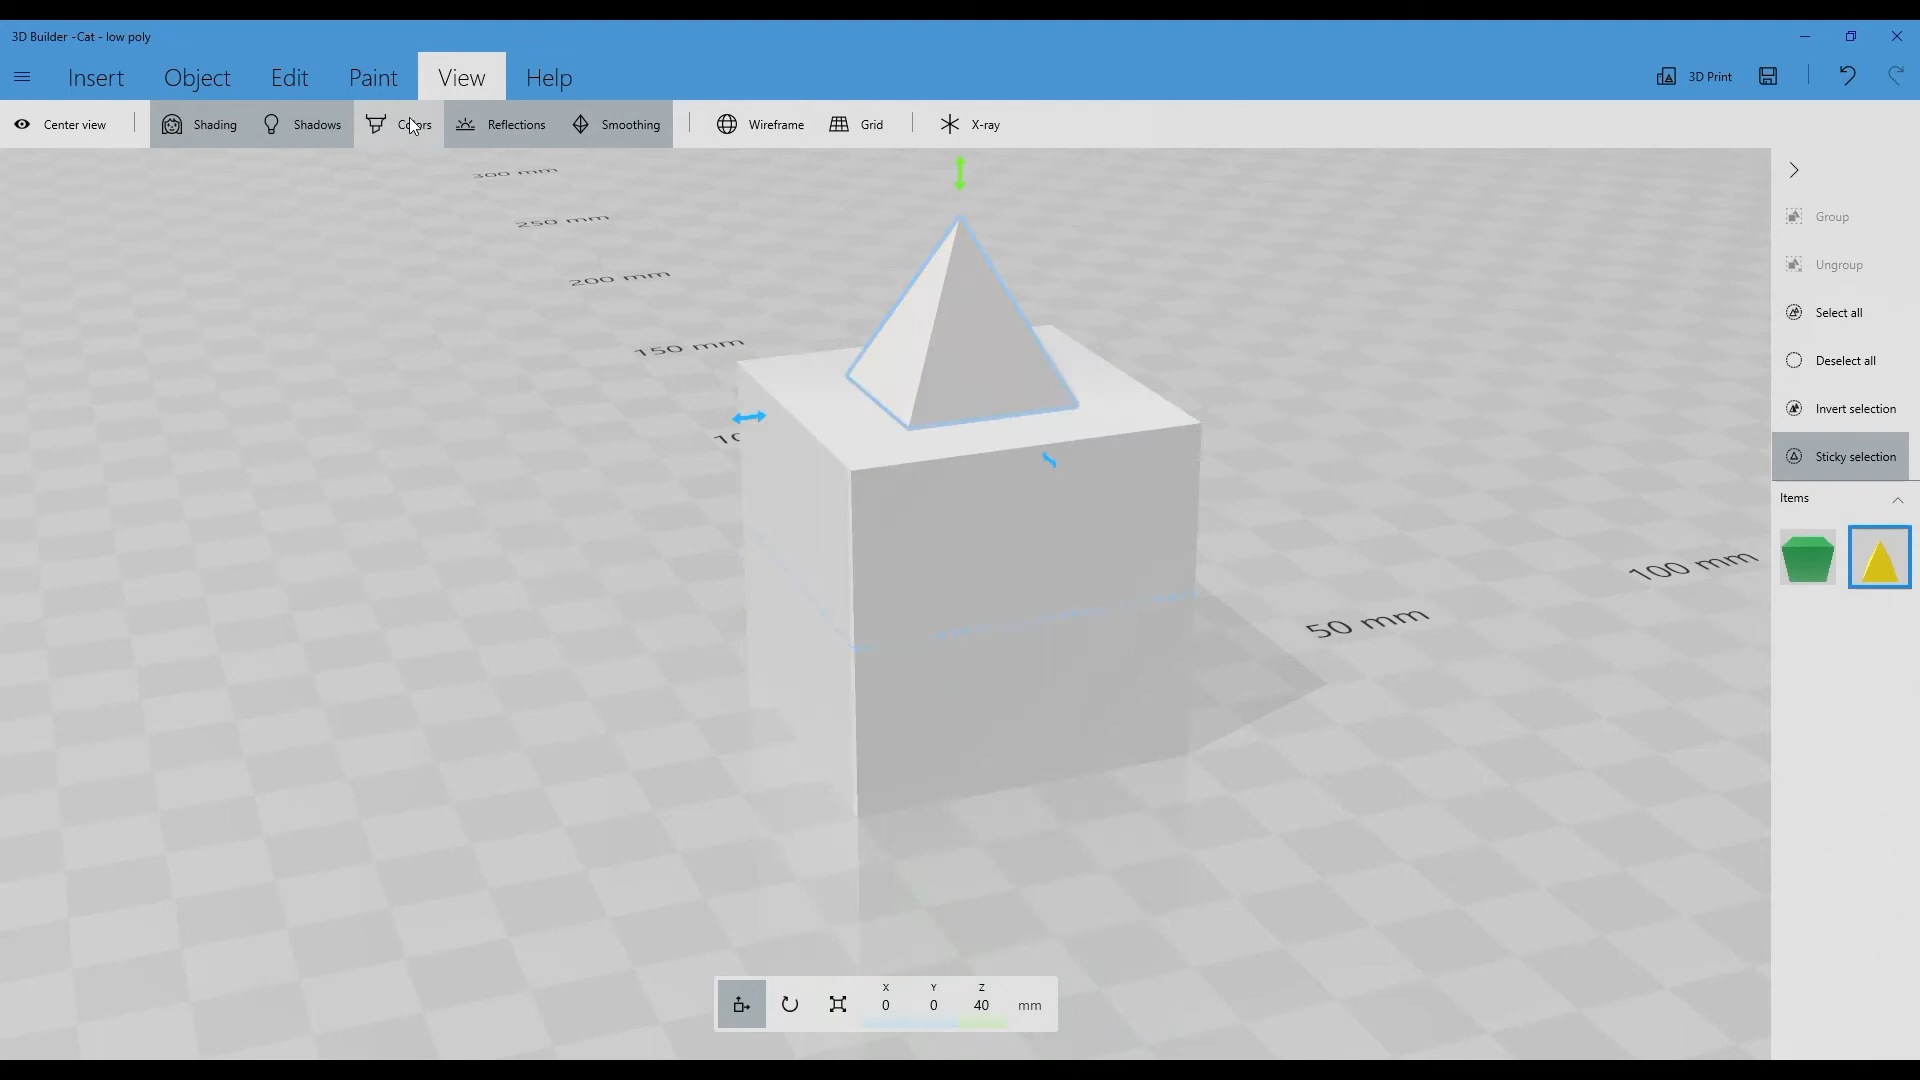 3D Builder -Cat - low poly
Insert Object Edit Paint View Help
3D Print
Center view Shading Shadows Colors Reflections Smoothing Wireframe Grid X-ray
300 mm
250 mm
200 mm
150 mm
10
100 mm
50 mm
Group
Ungroup
Select all
Deselect all
Invert selection
Sticky selection
Items
X Y Z
0 0 40 mm